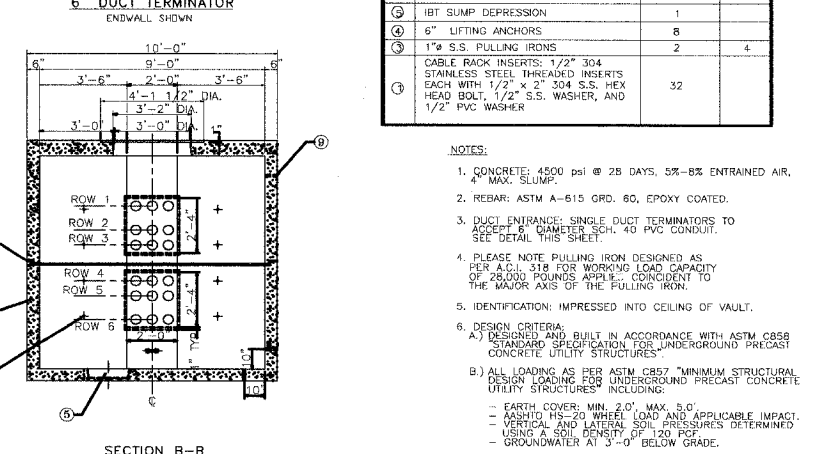 6" DUCT TERMINATOR
ENDWALL SHOWN
10'-0"
6" 9'-0" 6"
3'-6" 2'-0" 3'-6"
4'-1 1/2" DIA.
3'-2" DIA.
3'-0" 3'-0" DIA. 1"
9
ROW 1
ROW 2
ROW 3
2'-4"
ROW 4
ROW 5
ROW 6
2'-4"
2'-0"
1" TYP.
10"
10"
5
℄
SECTION B-B
5 IBT SUMP DEPRESSION 1
4 6" LIFTING ANCHORS 8
3 1"ø S.S. PULLING IRONS 2 4
1 CABLE RACK INSERTS: 1/2" 304
STAINLESS STEEL THREADED INSERTS
EACH WITH 1/2" x 2" 304 S.S. HEX
HEAD BOLT, 1/2" S.S. WASHER, AND
1/2" PVC WASHER
32
NOTES:
1. CONCRETE: 4500 psi @ 28 DAYS, 5%-8% ENTRAINED AIR,
4" MAX. SLUMP.
2. REBAR: ASTM A-615 GRD. 60, EPOXY COATED.
3. DUCT ENTRANCE: SINGLE DUCT TERMINATORS TO
ACCEPT 6" DIAMETER SCH. 40 PVC CONDUIT.
SEE DETAIL THIS SHEET.
4. PLEASE NOTE PULLING IRON DESIGNED AS
PER A.C.I. 318 FOR WORKING LOAD CAPACITY
OF 28,000 POUNDS APPLIED COINCIDENT TO
THE MAJOR AXIS OF THE PULLING IRON.
5. IDENTIFICATION: IMPRESSED INTO CEILING OF VAULT.
6. DESIGN CRITERIA:
A.) DESIGNED AND BUILT IN ACCORDANCE WITH ASTM C858
"STANDARD SPECIFICATION FOR UNDERGROUND PRECAST
CONCRETE UTILITY STRUCTURES".
B.) ALL LOADING AS PER ASTM C857 "MINIMUM STRUCTURAL
DESIGN LOADING FOR UNDERGROUND PRECAST CONCRETE
UTILITY STRUCTURES" INCLUDING:
– EARTH COVER: MIN. 2.0', MAX. 5.0'.
– AASHTO HS-20 WHEEL LOAD AND APPLICABLE IMPACT.
– VERTICAL AND LATERAL SOIL PRESSURES DETERMINED
USING A SOIL DENSITY OF 120 PCF.
– GROUNDWATER AT 3'-0" BELOW GRADE.